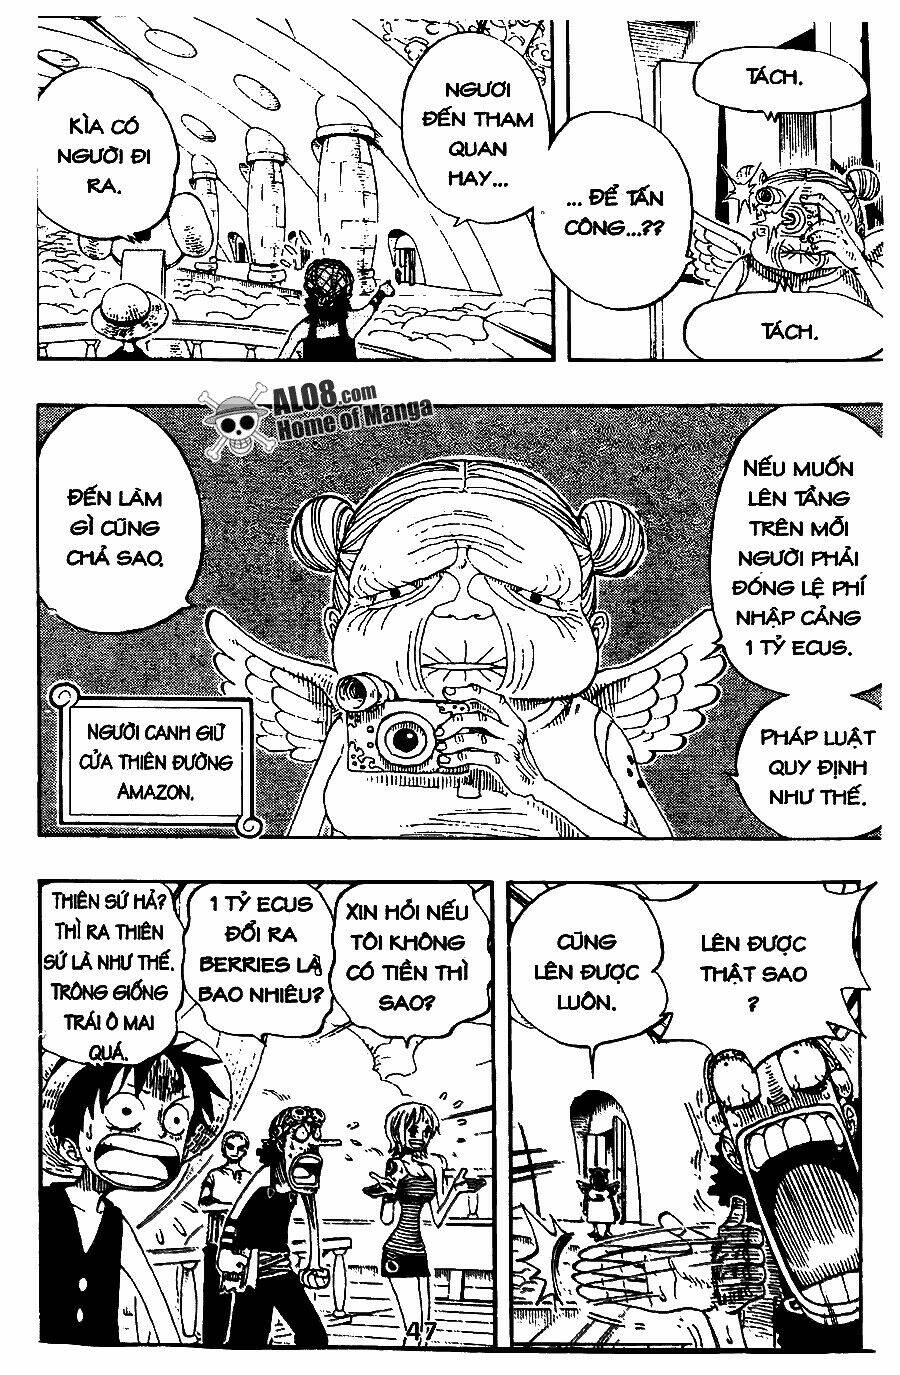 KÌA CÓ
NGƯỜI ĐI
RA.
NGƯƠI
ĐẾN THAM
QUAN
HAY...
... ĐỂ TẤN
CÔNG...??
TÁCH.
TÁCH.
AL08.com
Home of Manga
ĐẾN LÀM
GÌ CŨNG
CHẢ SAO.
NẾU MUỐN
LÊN TẦNG
TRÊN MỖI
NGƯỜI PHẢI
ĐÓNG LỆ PHÍ
NHẬP CẢNG
1 TỶ ECUS.
PHÁP LUẬT
QUY ĐỊNH
NHƯ THẾ.
NGƯỜI CANH GIỮ
CỬA THIÊN ĐƯỜNG
AMAZON.
THIÊN SỨ HẢ?
THÌ RA THIÊN
SỨ LÀ NHƯ THẾ.
TRÔNG GIỐNG
TRÁI Ô MAI
QUÁ.
1 TỶ ECUS
ĐỔI RA
BERRIES LÀ
BAO NHIÊU?
XIN HỎI NẾU
TÔI KHÔNG
CÓ TIỀN THÌ
SAO?
CŨNG
LÊN ĐƯỢC
LUÔN.
LÊN ĐƯỢC
THẬT SAO
?
47